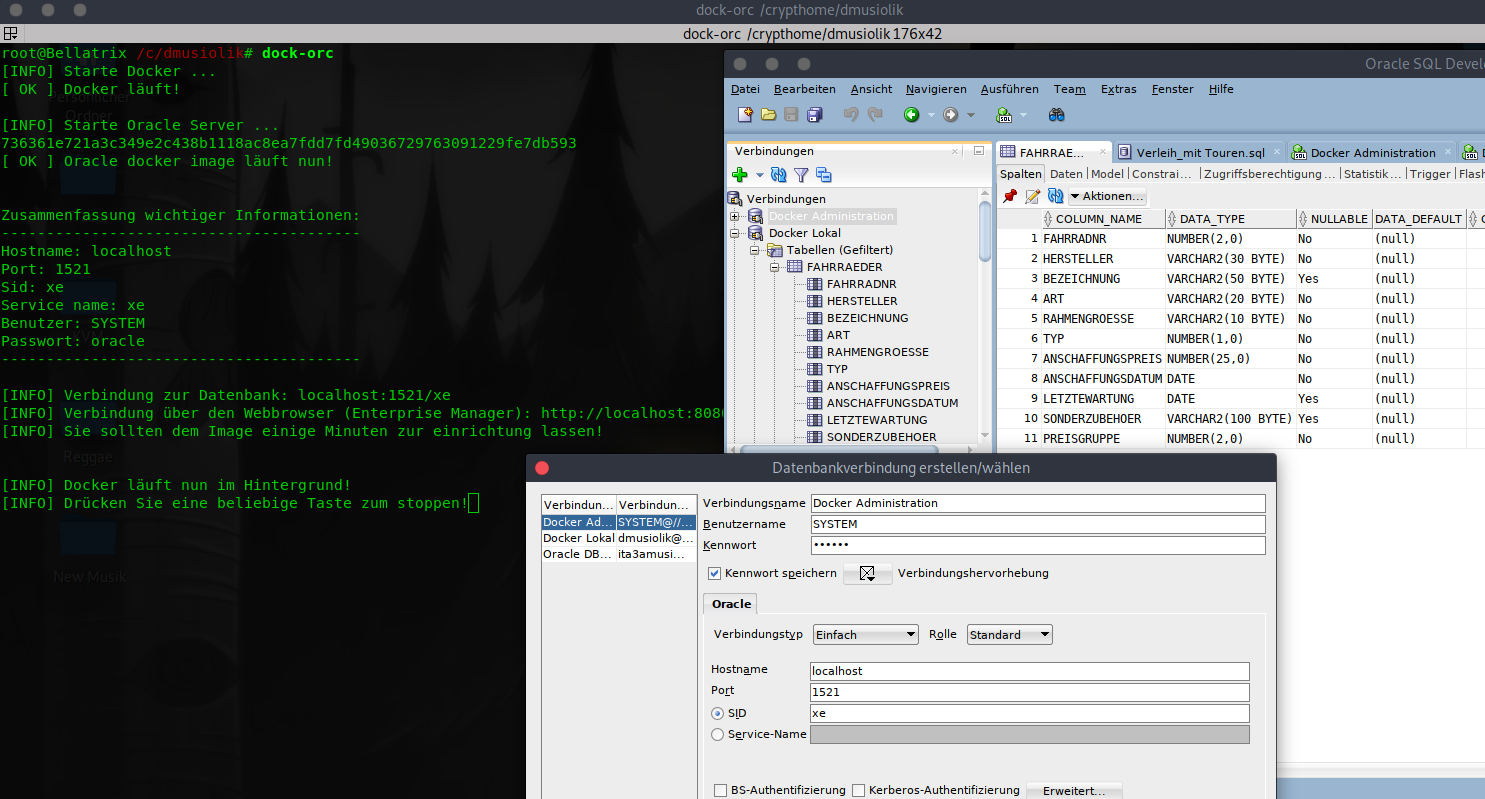 dock-orc /crypthome/dmusiolik
dock-orc /crypthome/dmusiolik 176x42
root@Bellatrix /c/dmusiolik# dock-orc
[INFO] Starte Docker ...
[ OK ] Docker läuft!
[INFO] Starte Oracle Server ...
736361e721a3c349e2c438b1118ac8ea7fdd7fd49036729763091229fe7db593
[ OK ] Oracle docker image läuft nun!
Zusammenfassung wichtiger Informationen:
----------------------------------------
Hostname: localhost
Port: 1521
Sid: xe
Service name: xe
Benutzer: SYSTEM
Passwort: oracle
----------------------------------------
[INFO] Verbindung zur Datenbank: localhost:1521/xe
[INFO] Verbindung über den Webbrowser (Enterprise Manager): http://localhost:8080
[INFO] Sie sollten dem Image einige Minuten zur einrichtung lassen!
[INFO] Docker läuft nun im Hintergrund!
[INFO] Drücken Sie eine beliebige Taste zum stoppen!
Persönlicher
Ordner
Reggae
New Musik
Oracle SQL Devel
Datei Bearbeiten Ansicht Navigieren Ausführen Team Extras Fenster Hilfe
Verbindungen
Verbindungen
Docker Administration
Docker Lokal
Tabellen (Gefiltert)
FAHRRAEDER
FAHRRADNR
HERSTELLER
BEZEICHNUNG
ART
RAHMENGROESSE
TYP
ANSCHAFFUNGSPREIS
ANSCHAFFUNGSDATUM
LETZTEWARTUNG
SONDERZUBEHOER
FAHRRAE... Verleih_mit Touren.sql Docker Administration
Spalten Daten Model Constrai... Zugriffsberechtigung ... Statistik ... Trigger Flash
Aktionen...
COLUMN_NAME DATA_TYPE NULLABLE DATA_DEFAULT
1 FAHRRADNR NUMBER(2,0) No (null)
2 HERSTELLER VARCHAR2(30 BYTE) No (null)
3 BEZEICHNUNG VARCHAR2(50 BYTE) Yes (null)
4 ART VARCHAR2(20 BYTE) No (null)
5 RAHMENGROESSE VARCHAR2(10 BYTE) No (null)
6 TYP NUMBER(1,0) No (null)
7 ANSCHAFFUNGSPREIS NUMBER(25,0) No (null)
8 ANSCHAFFUNGSDATUM DATE No (null)
9 LETZTEWARTUNG DATE Yes (null)
10 SONDERZUBEHOER VARCHAR2(100 BYTE) Yes (null)
11 PREISGRUPPE NUMBER(2,0) No (null)
Datenbankverbindung erstellen/wählen
Verbindun... Verbindun...
Docker Ad... SYSTEM@//...
Docker Lokal dmusiolik@...
Oracle DB... ita3amusi...
Verbindungsname Docker Administration
Benutzername SYSTEM
Kennwort ••••••
Kennwort speichern Verbindungshervorhebung
Oracle
Verbindungstyp Einfach Rolle Standard
Hostname localhost
Port 1521
SID xe
Service-Name
BS-Authentifizierung Kerberos-Authentifizierung Erweitert...